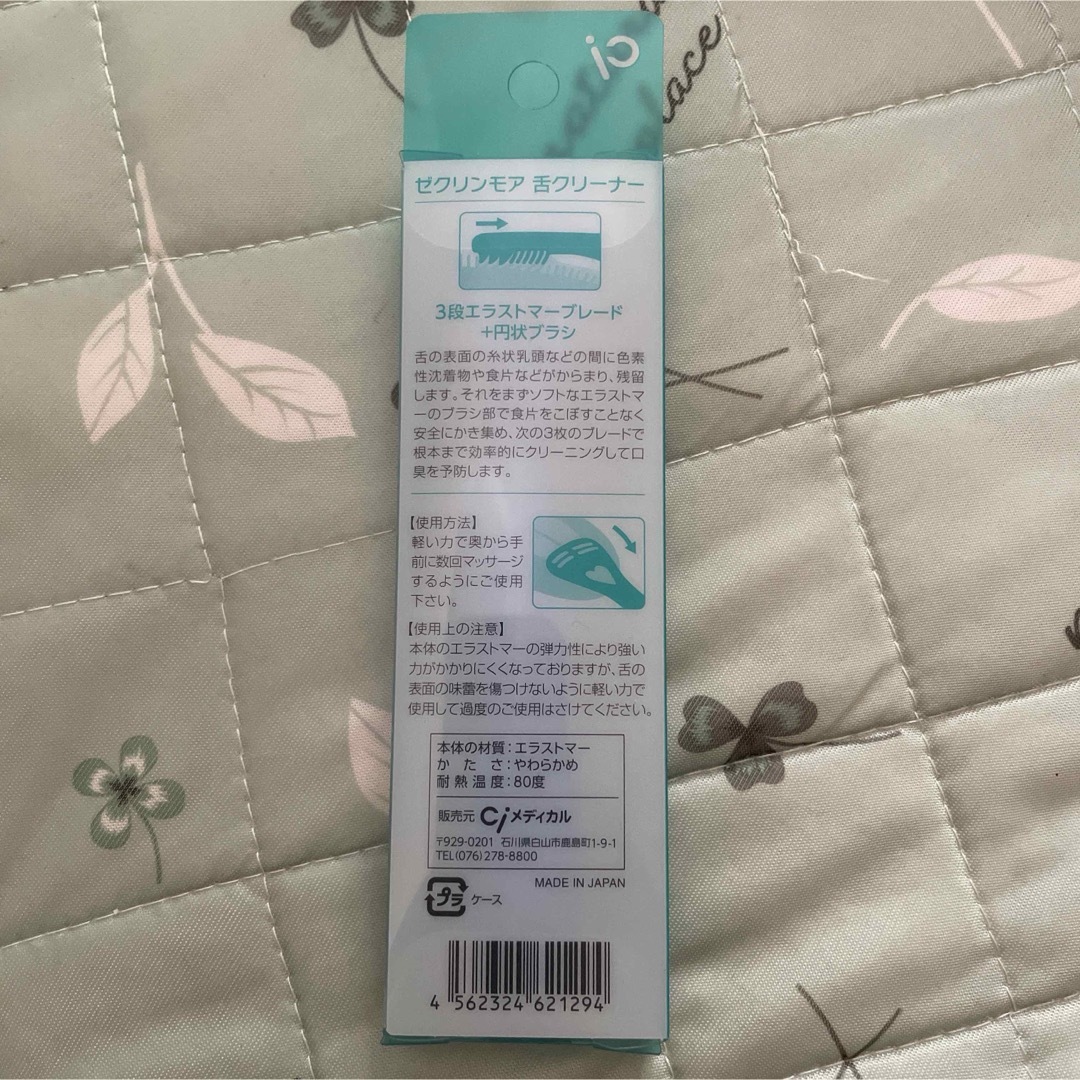 io
lace
ゼクリンモア 舌クリーナー
3段エラストマーブレード
+円状ブラシ
舌の表面の糸状乳頭などの間に色素
性沈着物や食片などがからまり、残留
します。それをまずソフトなエラストマ
ーのブラシ部で食片をこぼすことなく
安全にかき集め、次の3枚のブレードで
根本まで効率的にクリーニングして口
臭を予防します。
【使用方法】
軽い力で奥から手
前に数回マッサージ
するようにご使用
下さい。
【使用上の注意】
本体のエラストマーの弾力性により強い
力がかかりにくくなっておりますが、舌の
表面の味蕾を傷つけないように軽い力で
使用して過度のご使用はさけてください。
本体の材質：エラストマー
かたさ：やわらかめ
耐熱温度：80度
販売元 Ci メディカル
〒929-0201 石川県白山市鹿島町1-9-1
TEL(076)278-8800
MADE IN JAPAN
プラ ケース
4 562324 621294